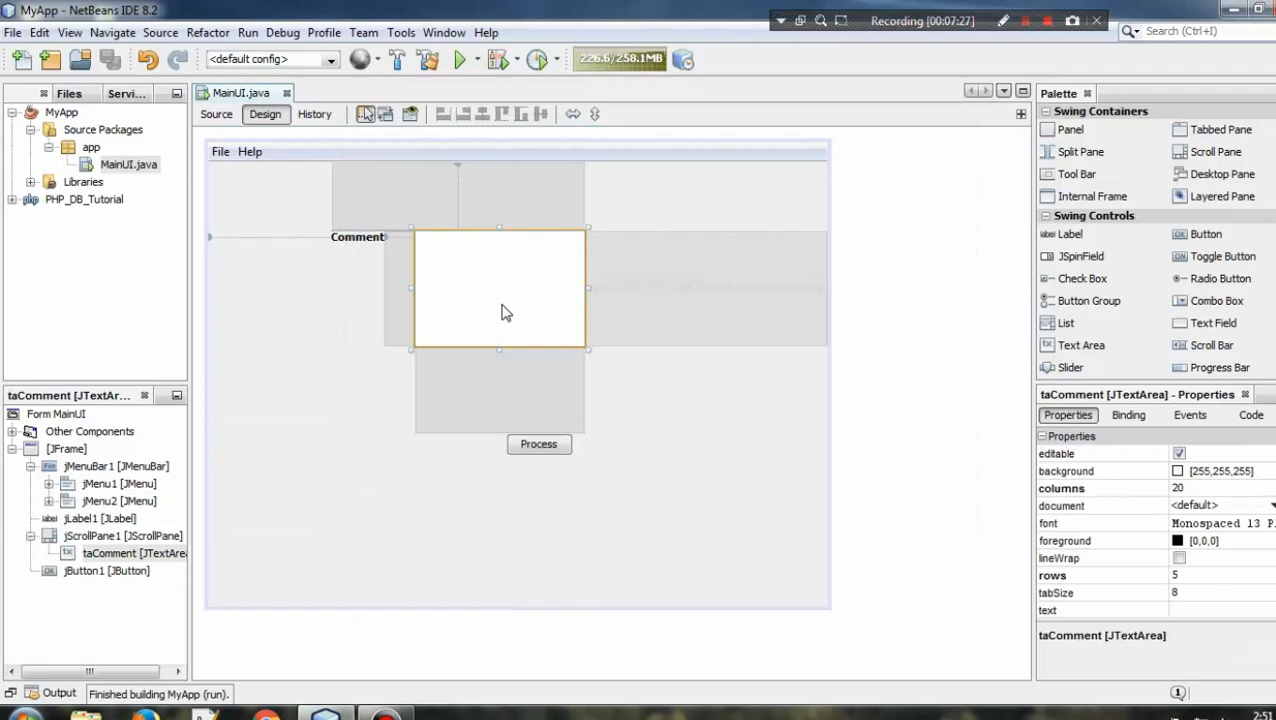 MyApp - NetBeans IDE 8.2
Recording [00:07:27]
File Edit View Navigate Source Refactor Run Debug Profile Team Tools Window Help
Search (Ctrl+I)
<default config>
226.6/258.1MB
Files Servi...
MyApp
Source Packages
app
MainUI.java
Libraries
PHP_DB_Tutorial
MainUI.java
Source Design History
File Help
Comment
Process
Palette
Swing Containers
Panel Tabbed Pane
Split Pane Scroll Pane
Tool Bar Desktop Pane
Internal Frame Layered Pane
Swing Controls
Label Button
JSpinField Toggle Button
Check Box Radio Button
Button Group Combo Box
List Text Field
Text Area Scroll Bar
Slider Progress Bar
taComment [JTextAr...
Form MainUI
Other Components
[JFrame]
jMenuBar1 [JMenuBar]
jMenu1 [JMenu]
jMenu2 [JMenu]
jLabel1 [JLabel]
jScrollPane1 [JScrollPane]
taComment [JTextArea
jButton1 [JButton]
taComment [JTextArea] - Properties
Properties Binding Events Code
Properties
editable
background [255,255,255]
columns 20
document <default>
font Monospaced 13 P
foreground [0,0,0]
lineWrap
rows 5
tabSize 8
text
taComment [JTextArea]
Output Finished building MyApp (run).
1
2:51